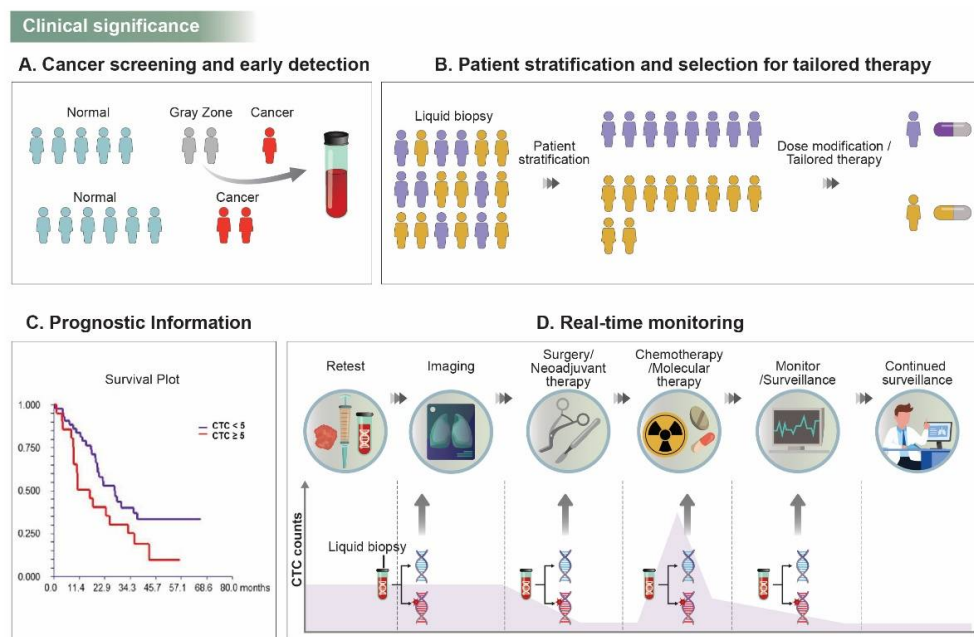 Clinical significance
A. Cancer screening and early detection
Normal
Gray Zone
Cancer
Normal
Cancer
B. Patient stratification and selection for tailored therapy
Liquid biopsy
Patient
stratification
Dose modification /
Tailored therapy
C. Prognostic Information
Survival Plot
1.000
0.750
0.500
0.250
0.000
CTC < 5
CTC ≥ 5
0.0 11.4 22.9 34.3 45.7 57.1 68.6 80.0 months
D. Real-time monitoring
Retest
Imaging
Surgery/
Neoadjuvant
therapy
Chemotherapy
/Molecular
therapy
Monitor
/Surveillance
Continued
surveillance
CTC counts
Liquid biopsy